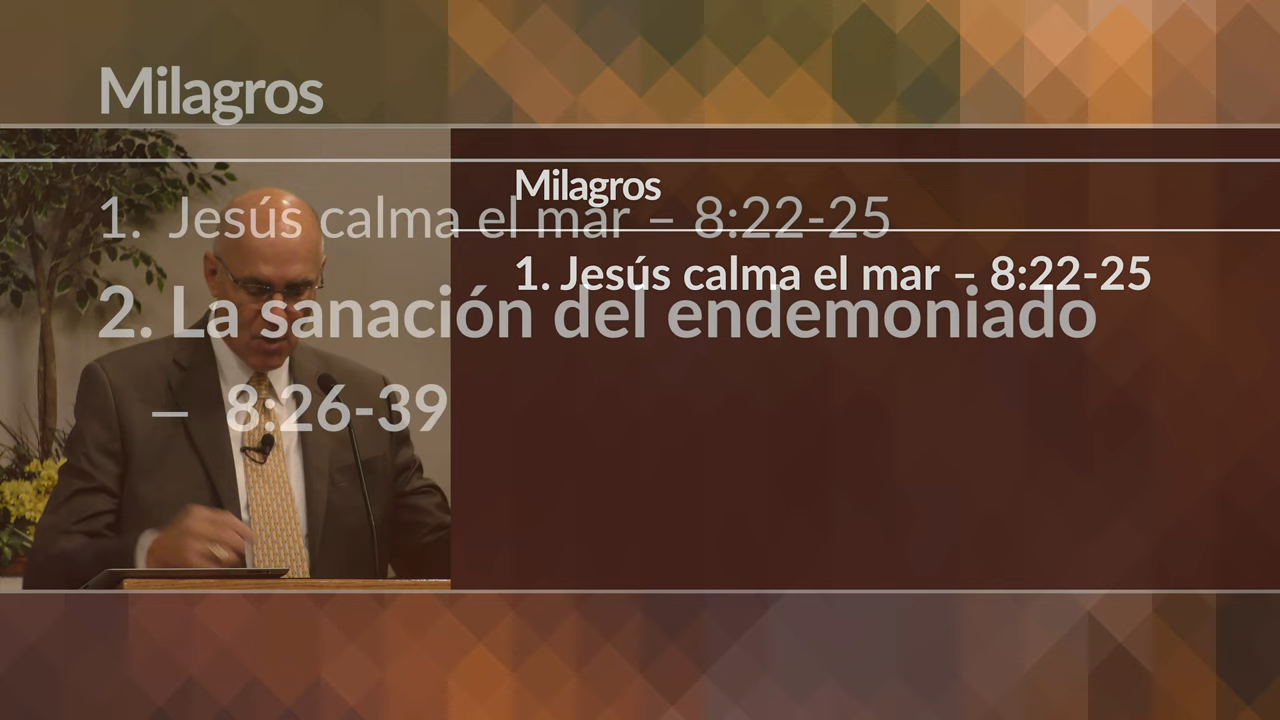 Milagros
1. Jesús calma el mar – 8:22-25
2. La sanación del endemoniado
– 8:26-39
Milagros
1. Jesús calma el mar – 8:22-25